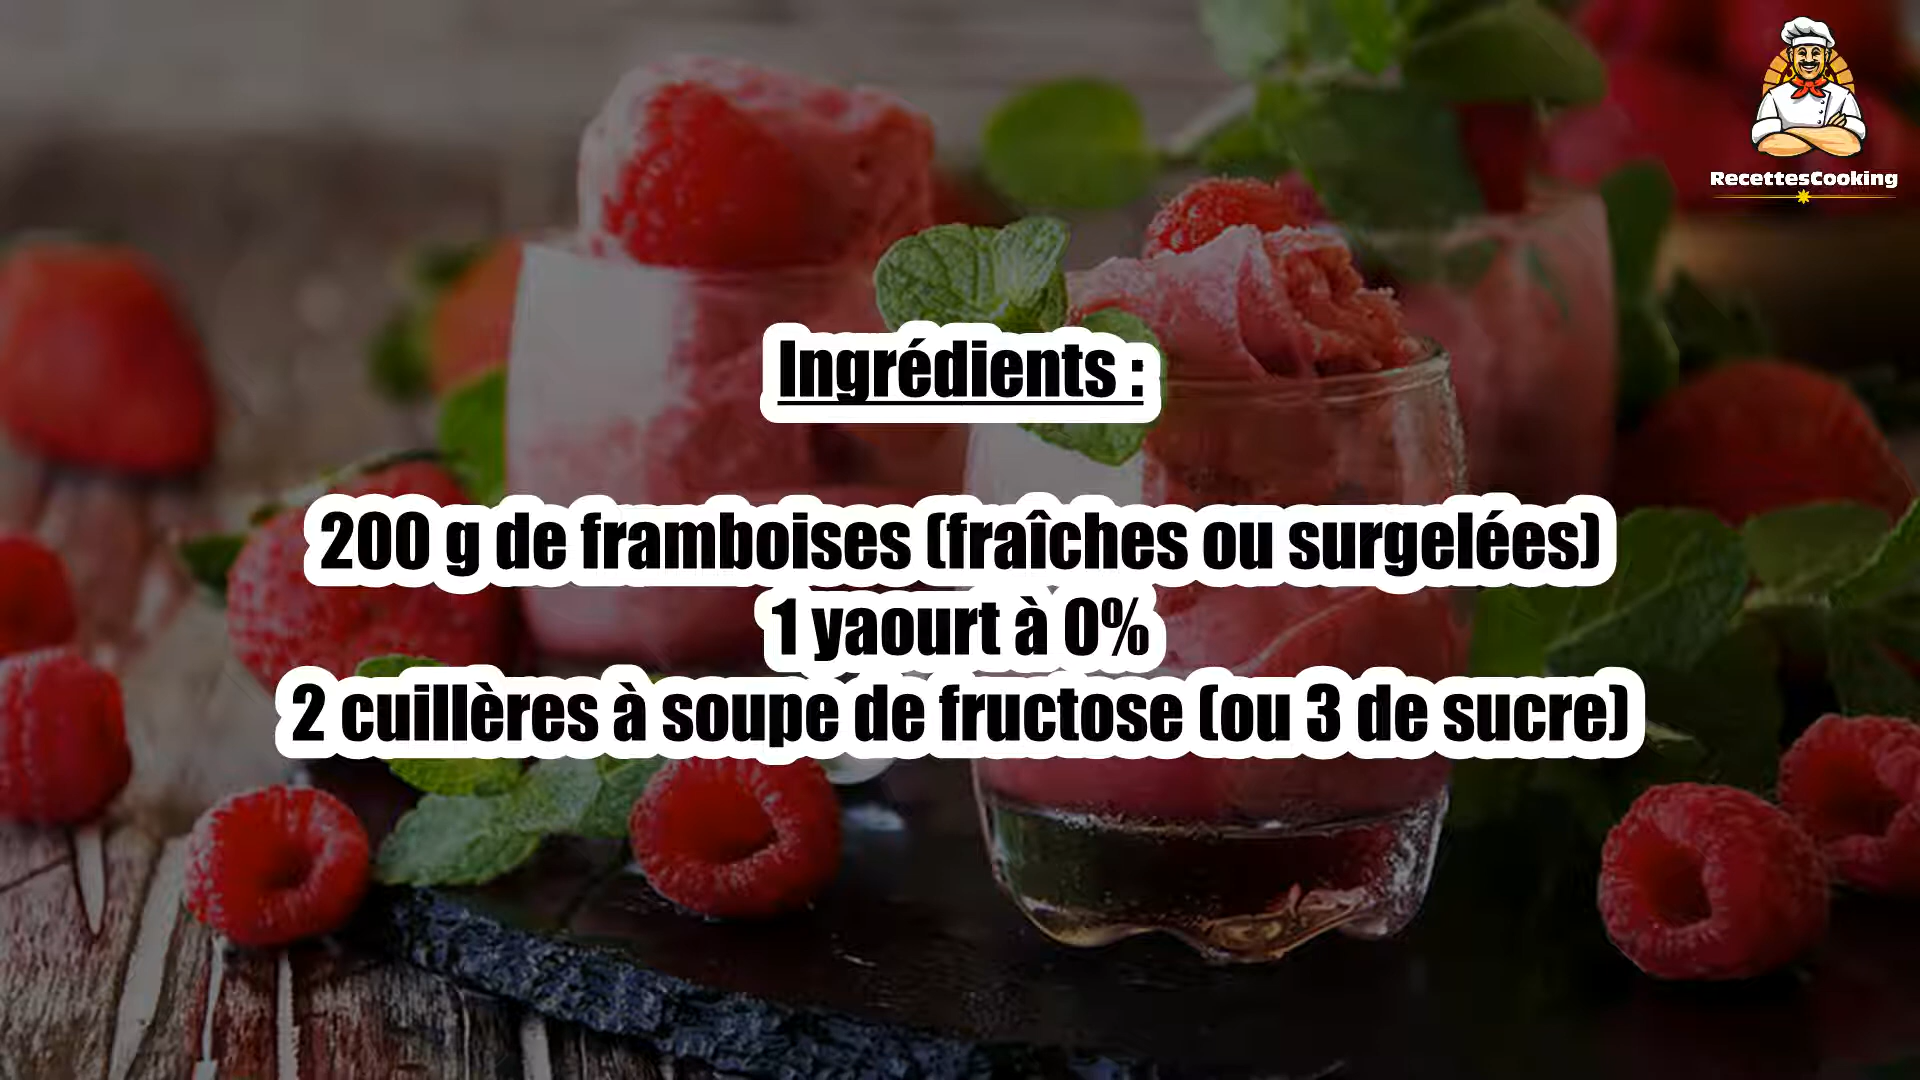 RecettesCooking
Ingrédients :
200 g de framboises (fraîches ou surgelées)
1 yaourt à 0%
2 cuillères à soupe de fructose (ou 3 de sucre)